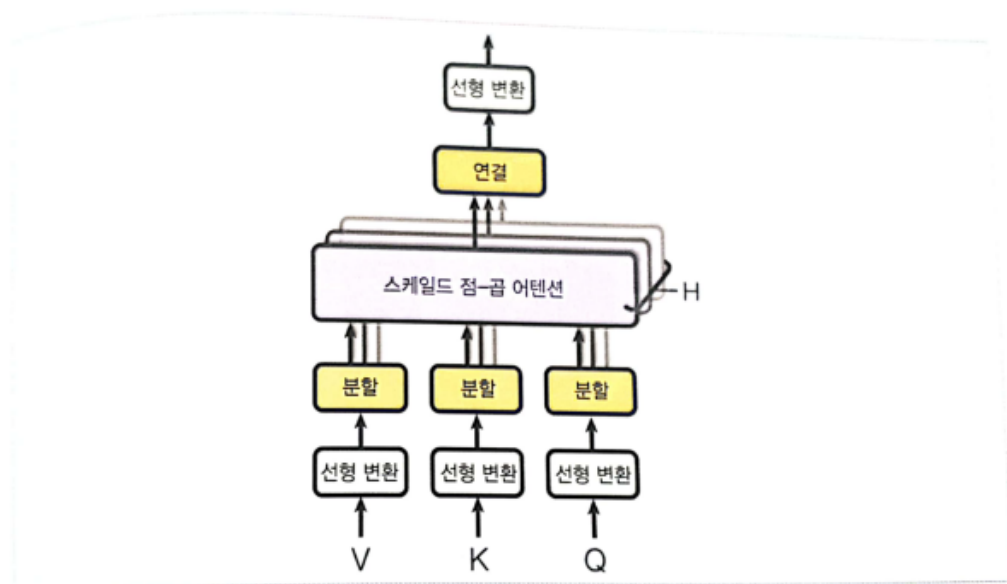 선형 변환
연결
스케일드 점-곱 어텐션
H
분할 분할 분할
선형 변환 선형 변환 선형 변환
V K Q